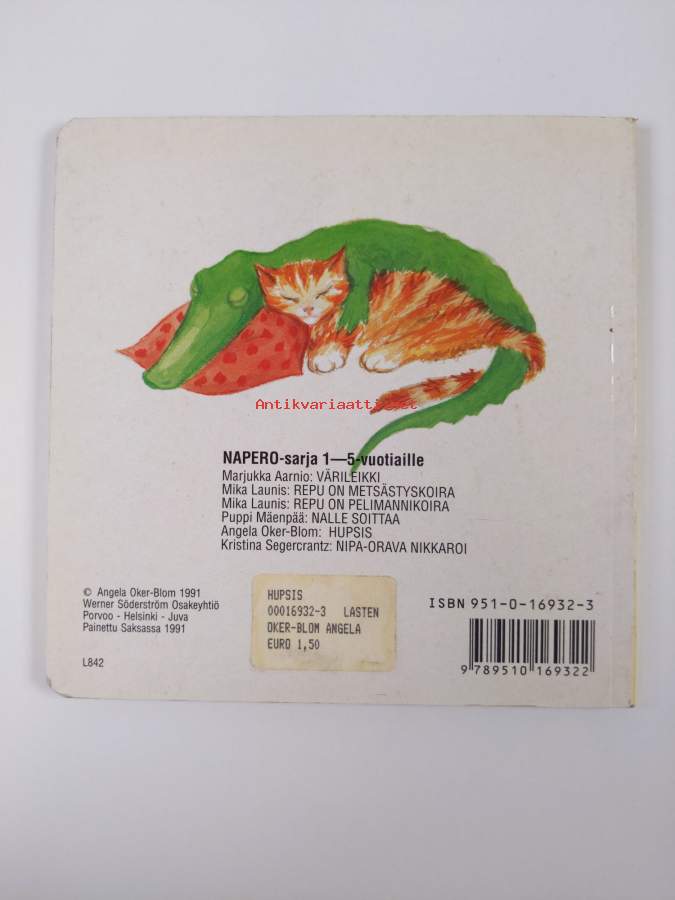 Antikvariaatti.net
NAPERO-sarja 1—5-vuotiaille
Marjukka Aarnio: VÄRILEIKKI
Mika Launis: REPU ON METSÄSTYSKOIRA
Mika Launis: REPU ON PELIMANNIKOIRA
Puppi Mäenpää: NALLE SOITTAA
Angela Oker-Blom: HUPSIS
Kristina Segercrantz: NIPA-ORAVA NIKKAROI
© Angela Oker-Blom 1991
Werner Söderström Osakeyhtiö
Porvoo - Helsinki - Juva
Painettu Saksassa 1991
L842
HUPSIS
00016932-3 LASTEN
OKER-BLOM ANGELA
EURO 1,50
ISBN 951-0-16932-3
9 789510 169322